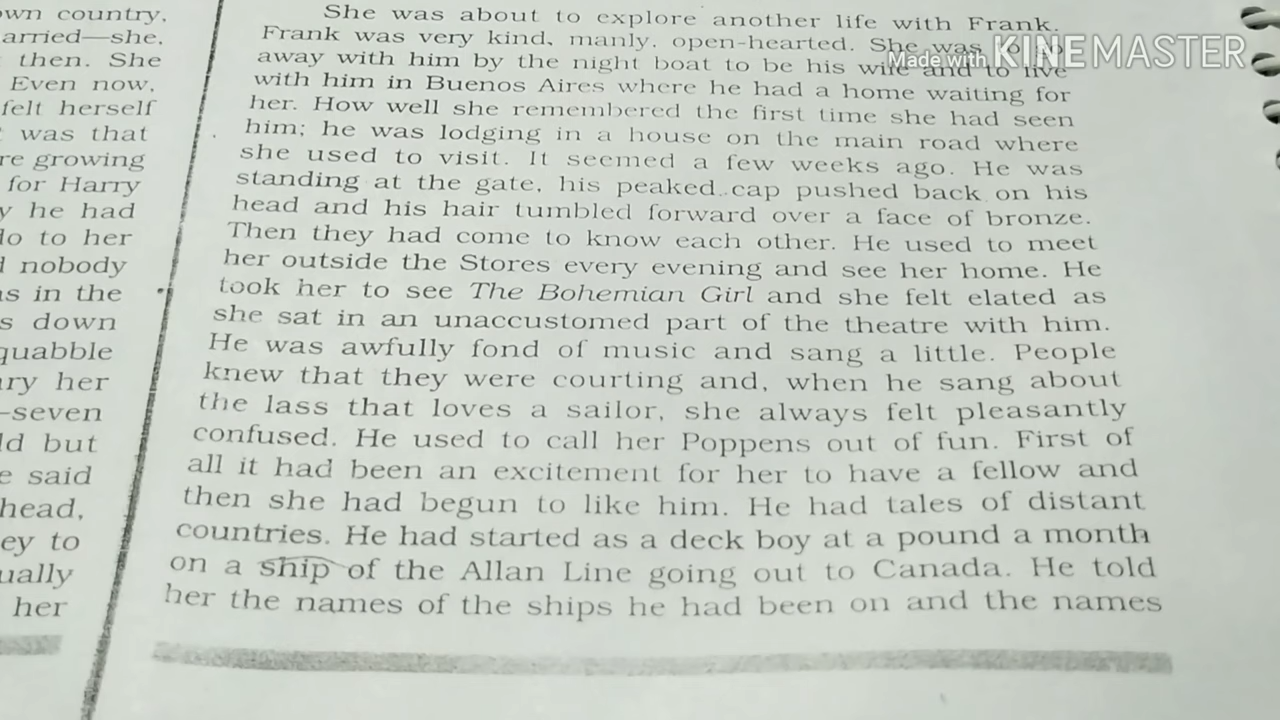 own country,
arried—she,
then. She
Even now,
felt herself
was that
re growing
for Harry
y he had
do to her
nobody
as in the
s down
quabble
ary her
—seven
ld but
e said
head,
ey to
ually
her
She was about to explore another life with Frank.
Frank was very kind, manly, open-hearted. She was to go
away with him by the night boat to be his wife and to live
with him in Buenos Aires where he had a home waiting for
her. How well she remembered the first time she had seen
him; he was lodging in a house on the main road where
she used to visit. It seemed a few weeks ago. He was
standing at the gate, his peaked cap pushed back on his
head and his hair tumbled forward over a face of bronze.
Then they had come to know each other. He used to meet
her outside the Stores every evening and see her home. He
took her to see The Bohemian Girl and she felt elated as
she sat in an unaccustomed part of the theatre with him.
He was awfully fond of music and sang a little. People
knew that they were courting and, when he sang about
the lass that loves a sailor, she always felt pleasantly
confused. He used to call her Poppens out of fun. First of
all it had been an excitement for her to have a fellow and
then she had begun to like him. He had tales of distant
countries. He had started as a deck boy at a pound a month
on a ship of the Allan Line going out to Canada. He told
her the names of the ships he had been on and the names
Made with KINEMASTER